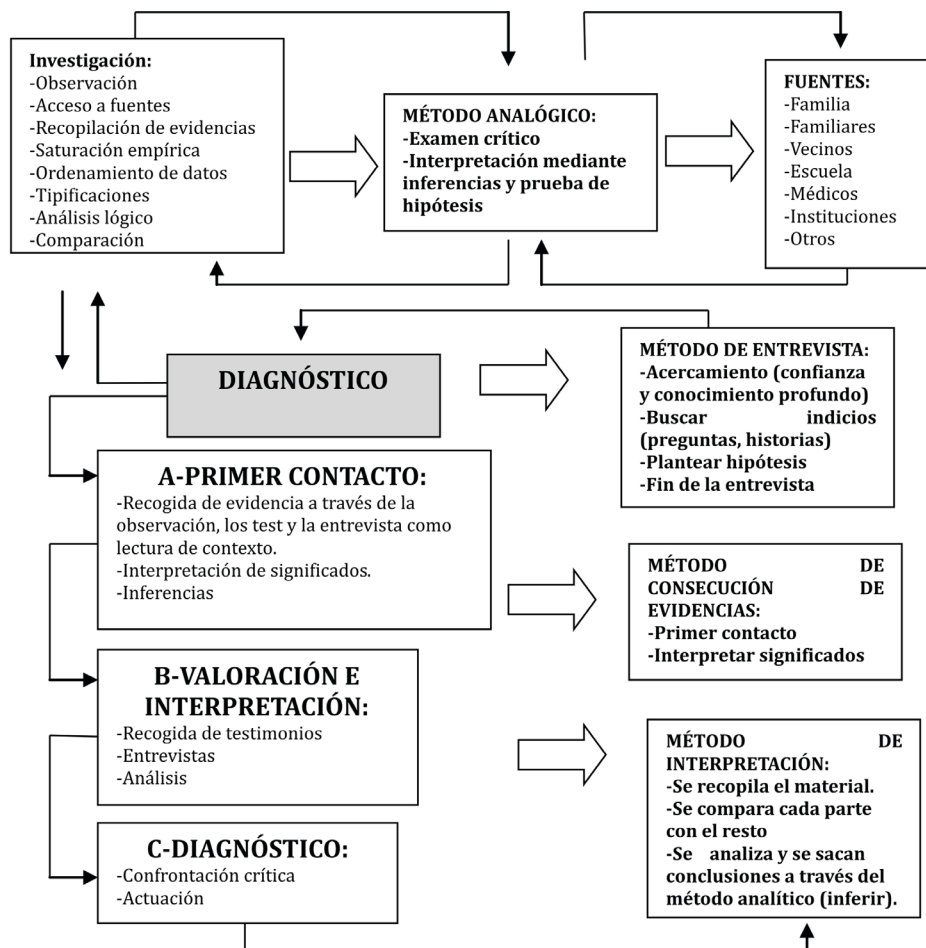 Investigación:
-Observación
-Acceso a fuentes
-Recopilación de evidencias
-Saturación empírica
-Ordenamiento de datos
-Tipificaciones
-Análisis lógico
-Comparación
MÉTODO ANALÓGICO:
-Examen crítico
-Interpretación mediante
inferencias y prueba de
hipótesis
FUENTES:
-Familia
-Familiares
-Vecinos
-Escuela
-Médicos
-Instituciones
-Otros
DIAGNÓSTICO
MÉTODO DE ENTREVISTA:
-Acercamiento (confianza
y conocimiento profundo)
-Buscar indicios
(preguntas, historias)
-Plantear hipótesis
-Fin de la entrevista
A-PRIMER CONTACTO:
-Recogida de evidencia a través de la
observación, los test y la entrevista como
lectura de contexto.
-Interpretación de significados.
-Inferencias
MÉTODO DE
CONSECUCIÓN DE
EVIDENCIAS:
-Primer contacto
-Interpretar significados
B-VALORACIÓN E
INTERPRETACIÓN:
-Recogida de testimonios
-Entrevistas
-Análisis
MÉTODO DE
INTERPRETACIÓN:
-Se recopila el material.
-Se compara cada parte
con el resto
-Se analiza y se sacan
conclusiones a través del
método analítico (inferir).
C-DIAGNÓSTICO:
-Confrontación crítica
-Actuación